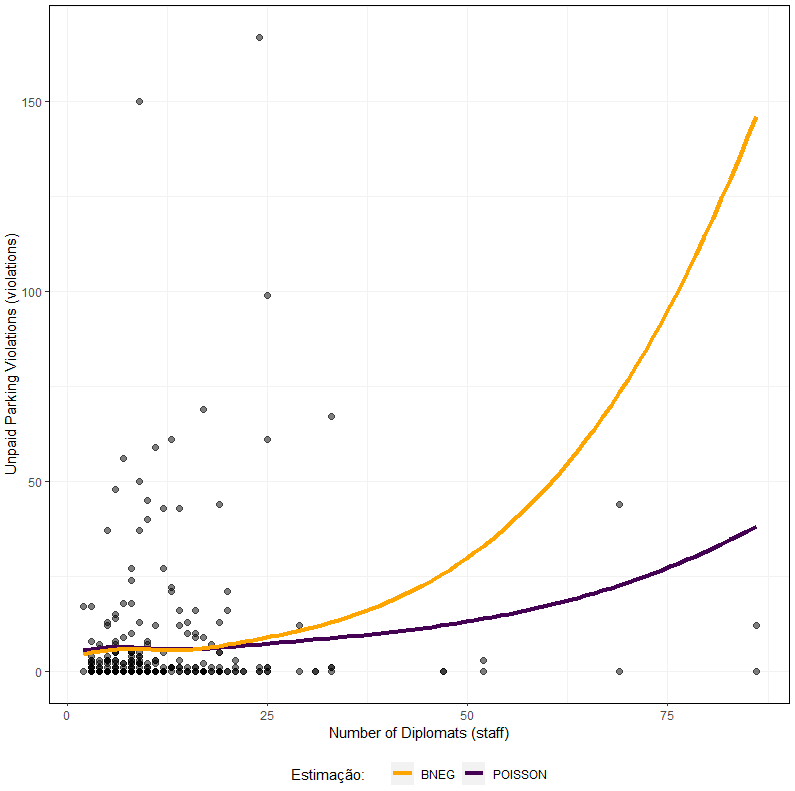 Unpaid Parking Violations (violations)
150
100
50
0
0 25 50 75
Number of Diplomats (staff)
Estimação: BNEG POISSON